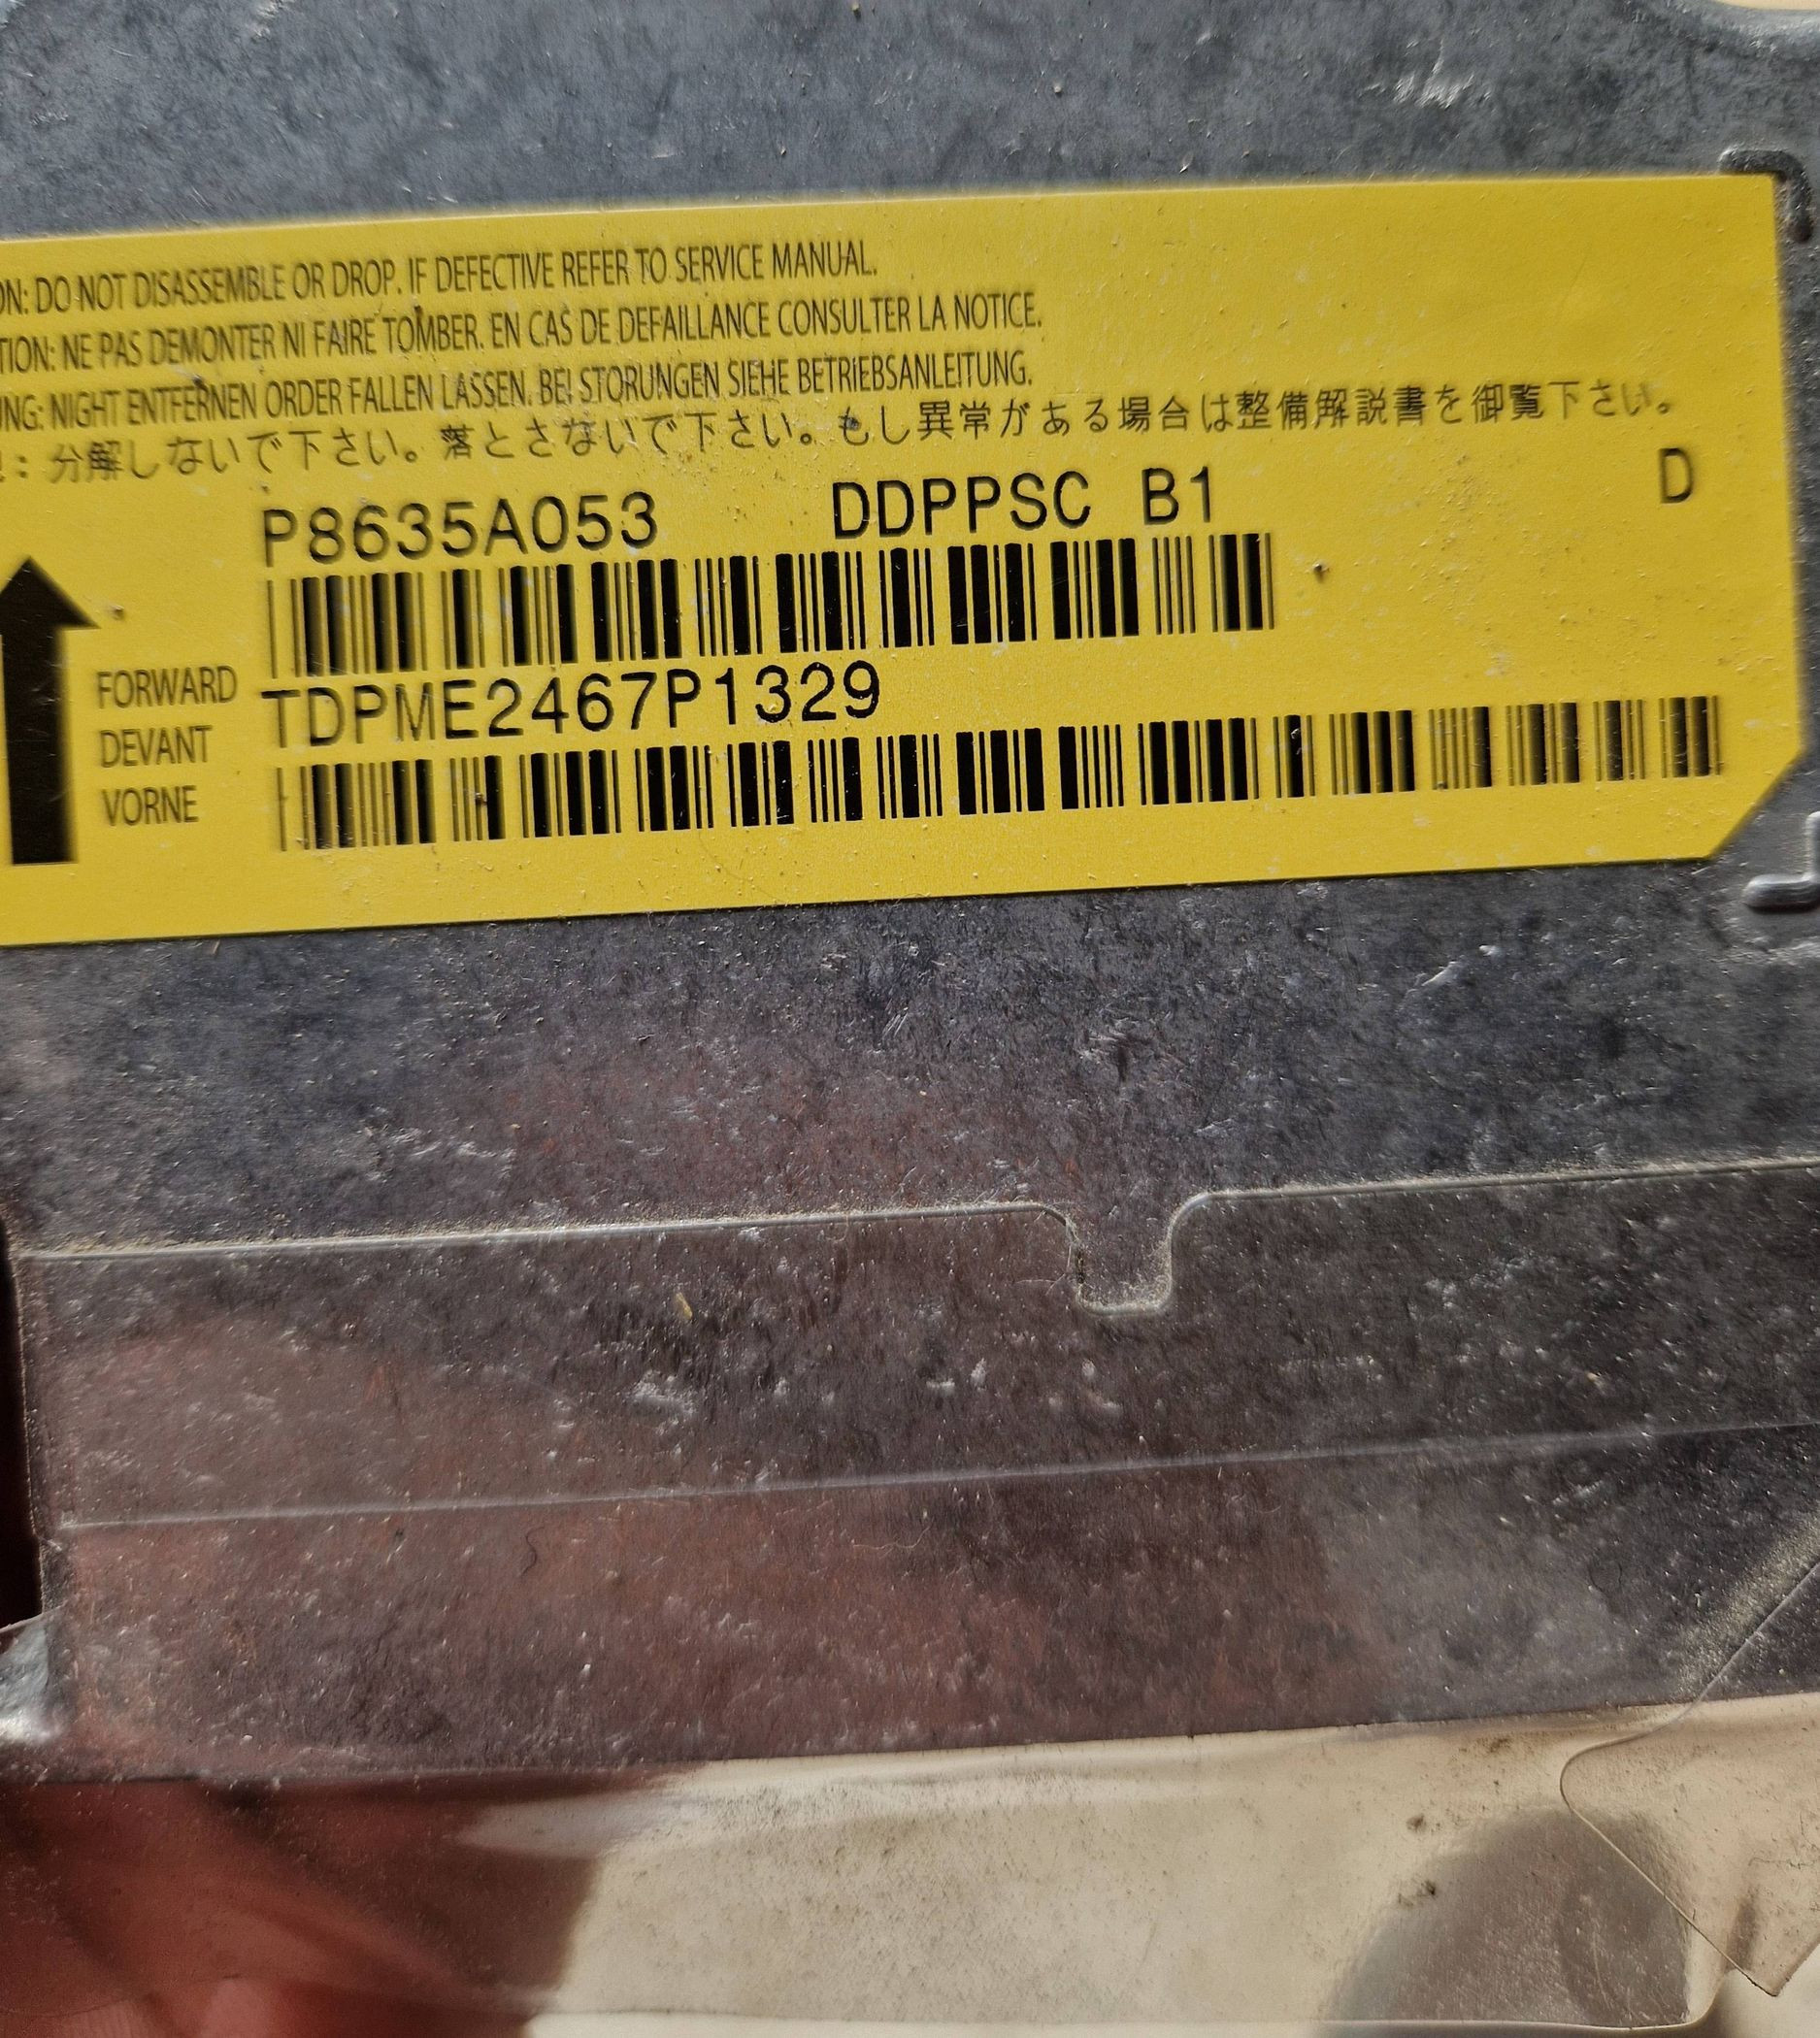 ON: DO NOT DISASSEMBLE OR DROP. IF DEFECTIVE REFER TO SERVICE MANUAL.
TION: NE PAS DEMONTER NI FAIRE TOMBER. EN CAS DE DEFAILLANCE CONSULTER LA NOTICE.
UNG: NIGHT ENTFERNEN ORDER FALLEN LASSEN. BEI STORUNGEN SIEHE BETRIEBSANLEITUNG.
: 分解しないで下さい。落とさないで下さい。もし異常がある場合は整備解説書を御覧下さい。
P8635A053 DDPPSC B1 D
FORWARD
DEVANT
VORNE
TDPME2467P1329